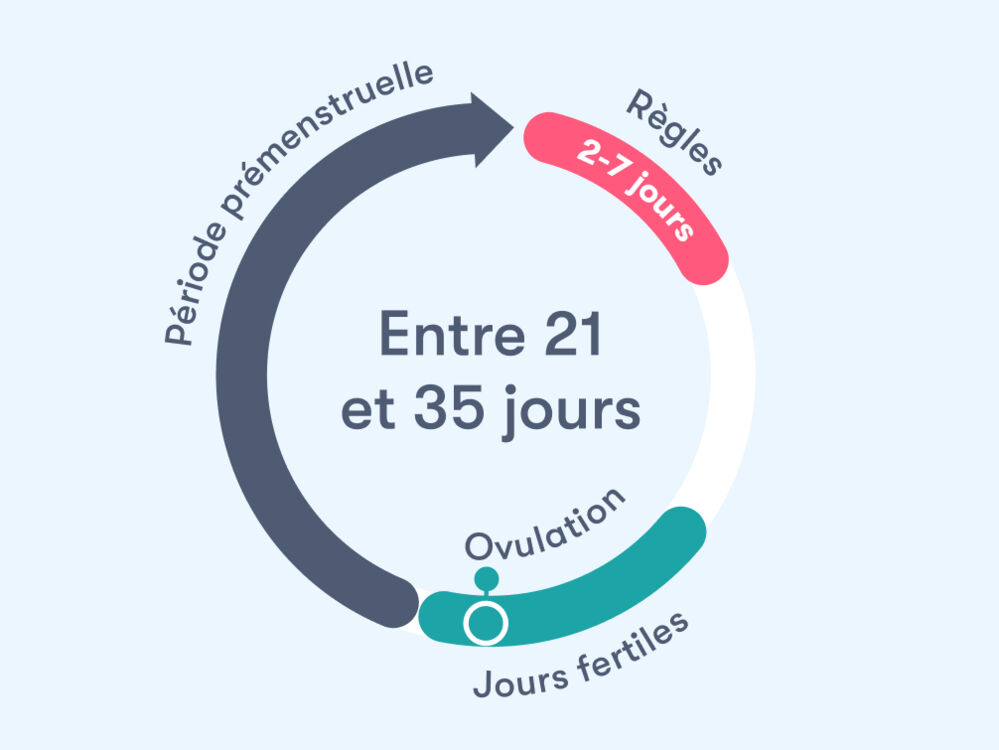 Période prémenstruelle
Règles
2-7 jours
Entre 21
et 35 jours
Ovulation
Jours fertiles